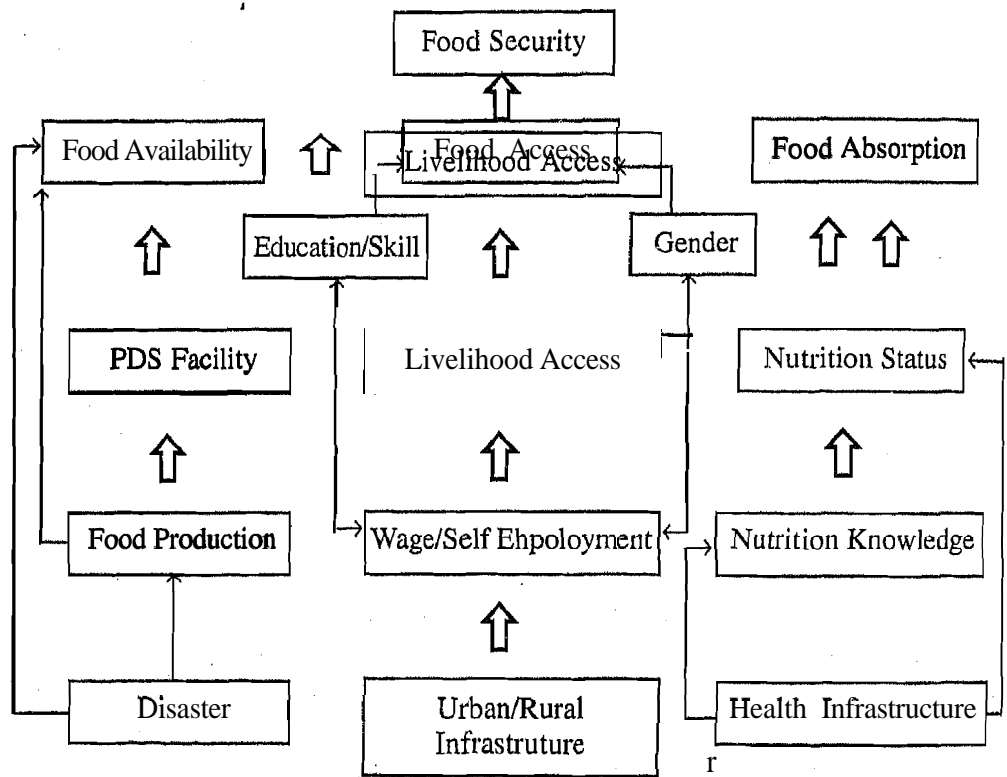 Food Security
Food Availability
Food Access
Livelihood Access
Food Absorption
Education/Skill
Gender
PDS Facility
Livelihood Access
Nutrition Status
Food Production
Wage/Self Ehpoloyment
Nutrition Knowledge
Disaster
Urban/Rural
Infrastruture
Health Infrastructure
r